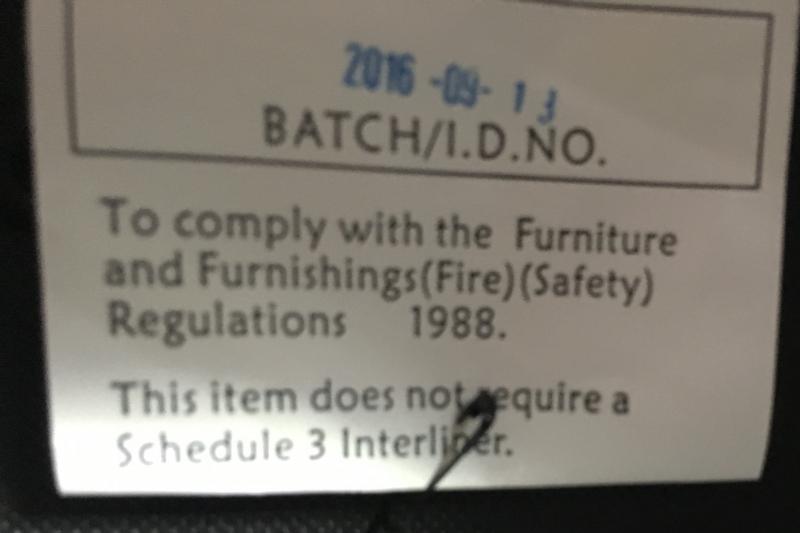 2016-09-13
BATCH/I.D.NO.
To comply with the Furniture
and Furnishings(Fire)(Safety)
Regulations 1988.
This item does not require a
Schedule 3 Interliner.